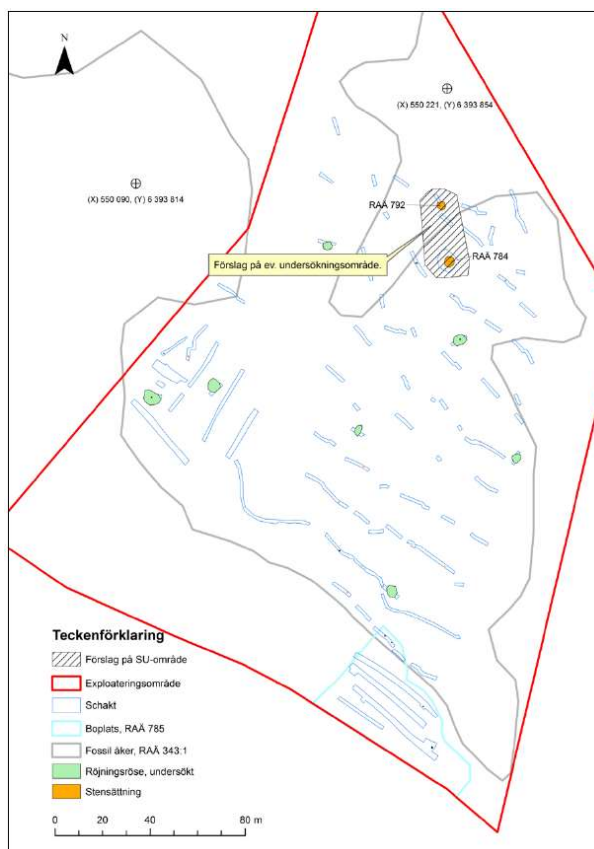 N
(X) 550 221, (Y) 6 393 854
(X) 550 090, (Y) 6 393 814
RAÄ 792
RAÄ 784
Förslag på ev. undersökningsområde.
Teckenförklaring
Förslag på SU-område
Exploateringsområde
Schakt
Boplats, RAÄ 785
Fossil åker, RAÄ 343:1
Röjningsröse, undersökt
Stensättning
0 20 40 80 m